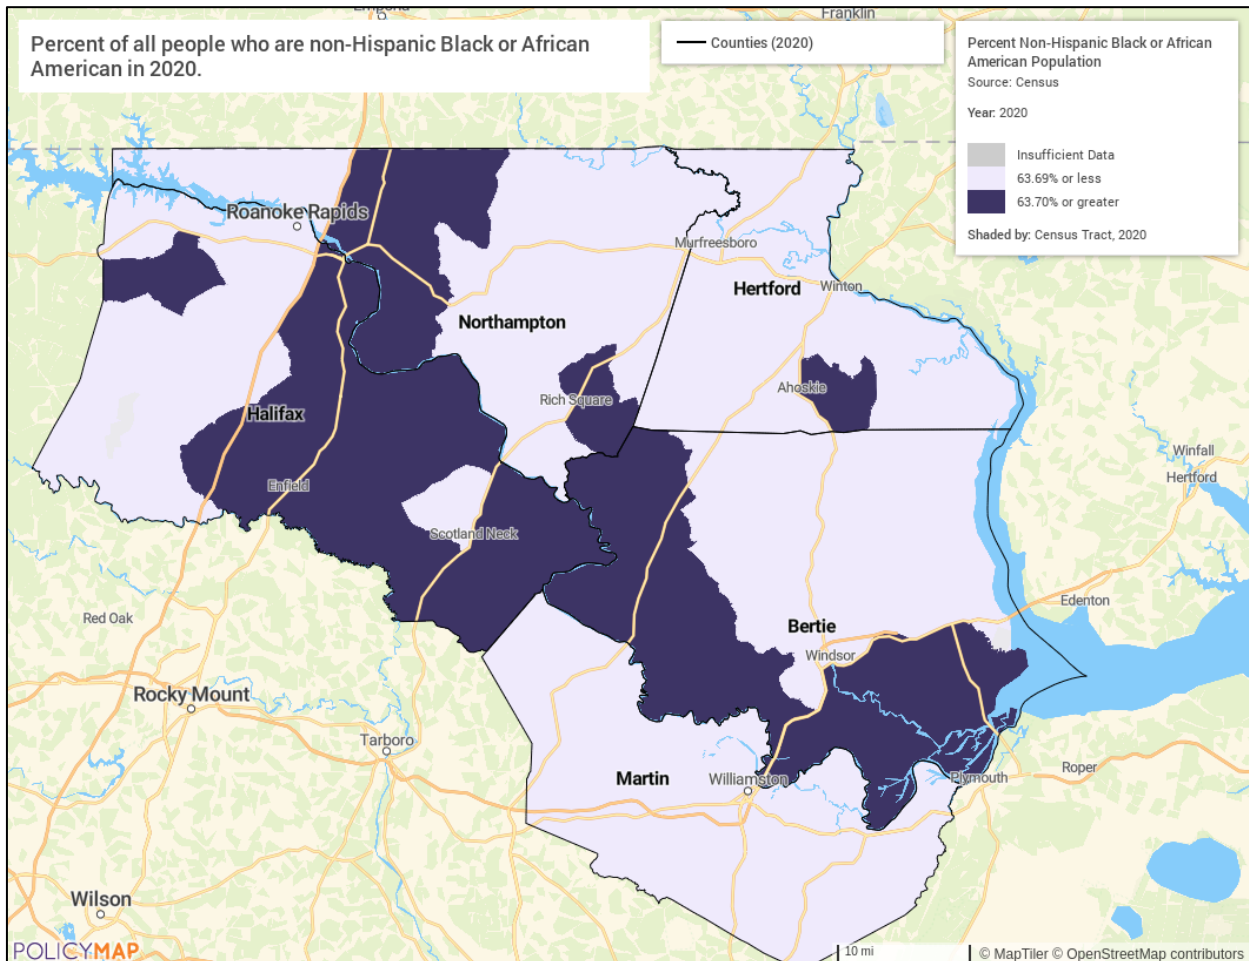 Emporia
Franklin
Percent of all people who are non-Hispanic Black or African
American in 2020.
Counties (2020)
Percent Non-Hispanic Black or African
American Population
Source: Census
Year: 2020
Insufficient Data
63.69% or less
63.70% or greater
Shaded by: Census Tract, 2020
Roanoke Rapids
Murfreesboro
Hertford
Winton
Northampton
Ahoskie
Rich Square
Halifax
Winfall
Hertford
Enfield
Scotland Neck
Edenton
Red Oak
Bertie
Windsor
Rocky Mount
Tarboro
Roper
Martin
Williamston
Plymouth
Wilson
POLICYMAP
10 mi
© MapTiler © OpenStreetMap contributors